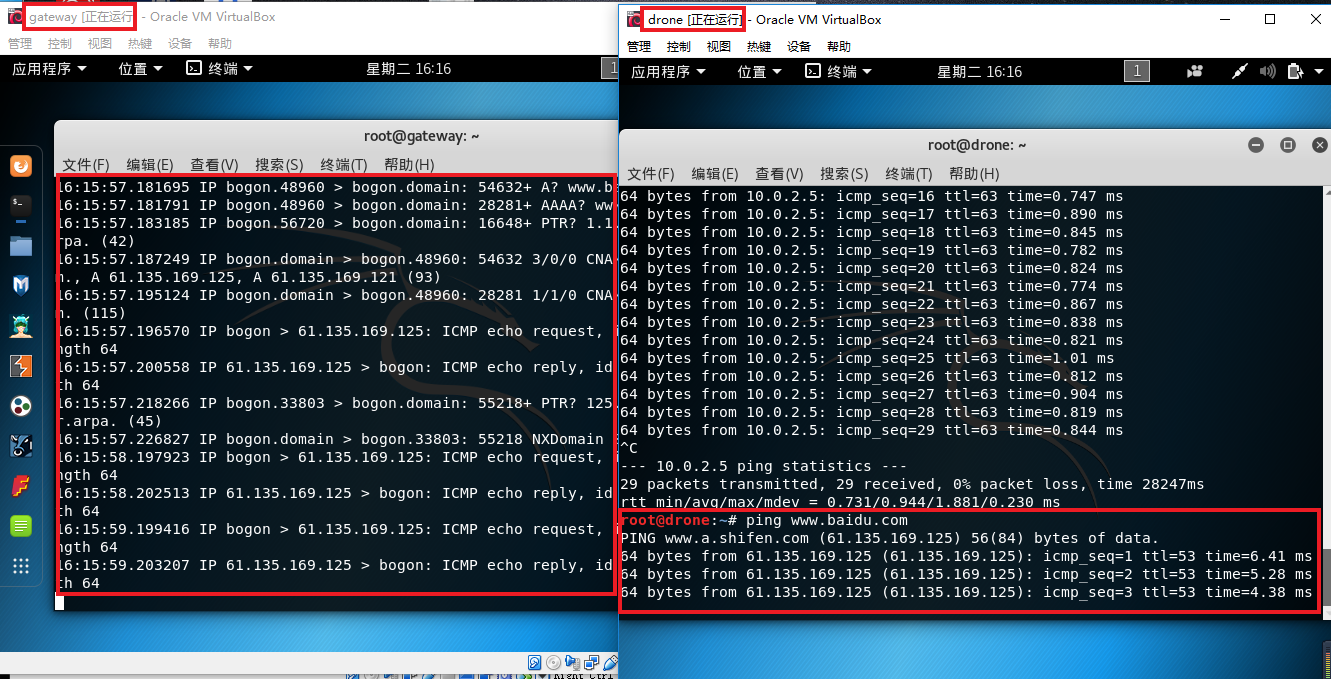 gateway [正在运行] - Oracle VM VirtualBox
管理 控制 视图 热键 设备 帮助
应用程序 位置 终端 星期二 16:16 1
root@gateway: ~
文件(F) 编辑(E) 查看(V) 搜索(S) 终端(T) 帮助(H)
16:15:57.181695 IP bogon.48960 > bogon.domain: 54632+ A? www.b
16:15:57.181791 IP bogon.48960 > bogon.domain: 28281+ AAAA? ww
16:15:57.183185 IP bogon.56720 > bogon.domain: 16648+ PTR? 1.1
rpa. (42)
16:15:57.187249 IP bogon.domain > bogon.48960: 54632 3/0/0 CNA
m., A 61.135.169.125, A 61.135.169.121 (93)
16:15:57.195124 IP bogon.domain > bogon.48960: 28281 1/1/0 CNA
m. (115)
16:15:57.196570 IP bogon > 61.135.169.125: ICMP echo request, i
ngth 64
16:15:57.200558 IP 61.135.169.125 > bogon: ICMP echo reply, id
th 64
16:15:57.218266 IP bogon.33803 > bogon.domain: 55218+ PTR? 125
r.arpa. (45)
16:15:57.226827 IP bogon.domain > bogon.33803: 55218 NXDomain
16:15:58.197923 IP bogon > 61.135.169.125: ICMP echo request, i
ngth 64
16:15:58.202513 IP 61.135.169.125 > bogon: ICMP echo reply, id
th 64
16:15:59.199416 IP bogon > 61.135.169.125: ICMP echo request, i
ngth 64
16:15:59.203207 IP 61.135.169.125 > bogon: ICMP echo reply, id
th 64
Right Ctrl
drone [正在运行] - Oracle VM VirtualBox
管理 控制 视图 热键 设备 帮助
应用程序 位置 终端 星期二 16:16 1
root@drone: ~
文件(F) 编辑(E) 查看(V) 搜索(S) 终端(T) 帮助(H)
64 bytes from 10.0.2.5: icmp_seq=16 ttl=63 time=0.747 ms
64 bytes from 10.0.2.5: icmp_seq=17 ttl=63 time=0.890 ms
64 bytes from 10.0.2.5: icmp_seq=18 ttl=63 time=0.845 ms
64 bytes from 10.0.2.5: icmp_seq=19 ttl=63 time=0.782 ms
64 bytes from 10.0.2.5: icmp_seq=20 ttl=63 time=0.824 ms
64 bytes from 10.0.2.5: icmp_seq=21 ttl=63 time=0.774 ms
64 bytes from 10.0.2.5: icmp_seq=22 ttl=63 time=0.867 ms
64 bytes from 10.0.2.5: icmp_seq=23 ttl=63 time=0.838 ms
64 bytes from 10.0.2.5: icmp_seq=24 ttl=63 time=0.821 ms
64 bytes from 10.0.2.5: icmp_seq=25 ttl=63 time=1.01 ms
64 bytes from 10.0.2.5: icmp_seq=26 ttl=63 time=0.812 ms
64 bytes from 10.0.2.5: icmp_seq=27 ttl=63 time=0.904 ms
64 bytes from 10.0.2.5: icmp_seq=28 ttl=63 time=0.819 ms
64 bytes from 10.0.2.5: icmp_seq=29 ttl=63 time=0.844 ms
^C
--- 10.0.2.5 ping statistics ---
29 packets transmitted, 29 received, 0% packet loss, time 28247ms
rtt min/avg/max/mdev = 0.731/0.944/1.881/0.230 ms
root@drone:~# ping www.baidu.com
PING www.a.shifen.com (61.135.169.125) 56(84) bytes of data.
64 bytes from 61.135.169.125 (61.135.169.125): icmp_seq=1 ttl=53 time=6.41 ms
64 bytes from 61.135.169.125 (61.135.169.125): icmp_seq=2 ttl=53 time=5.28 ms
64 bytes from 61.135.169.125 (61.135.169.125): icmp_seq=3 ttl=53 time=4.38 ms